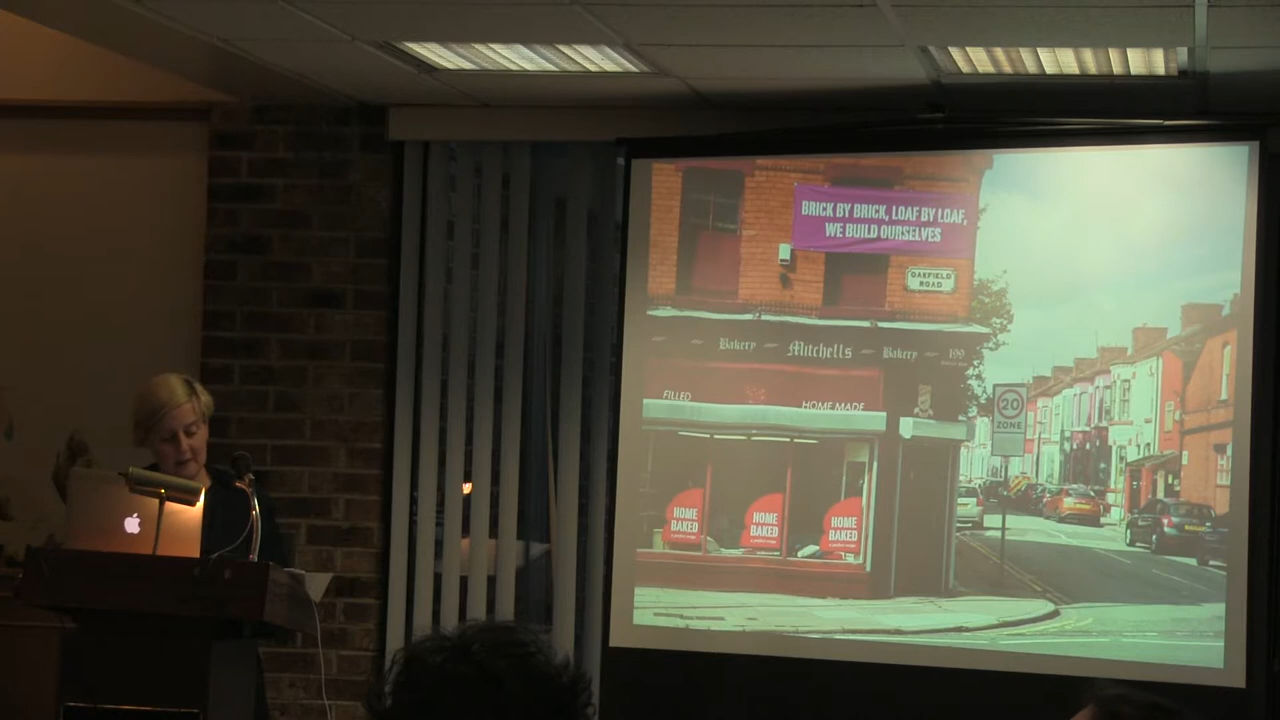 BRICK BY BRICK, LOAF BY LOAF,
WE BUILD OURSELVES
OAKFIELD
ROAD
Bakery Mitchells Bakery 199
FILLED HOME MADE
20
ZONE
HOME
BAKED
HOME
BAKED
HOME
BAKED